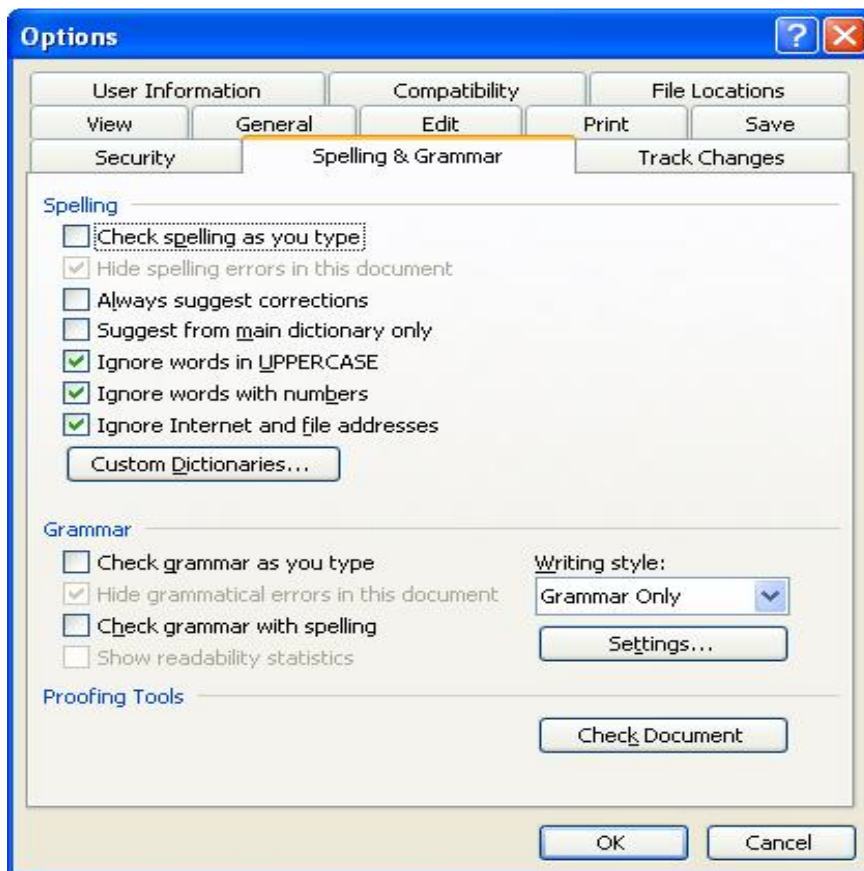 Options
User Information Compatibility File Locations
View General Edit Print Save
Security Spelling & Grammar Track Changes
Spelling
Check spelling as you type
Hide spelling errors in this document
Always suggest corrections
Suggest from main dictionary only
Ignore words in UPPERCASE
Ignore words with numbers
Ignore Internet and file addresses
Custom Dictionaries...
Grammar
Check grammar as you type Writing style:
Hide grammatical errors in this document Grammar Only
Check grammar with spelling Settings...
Show readability statistics
Proofing Tools
Check Document
OK Cancel